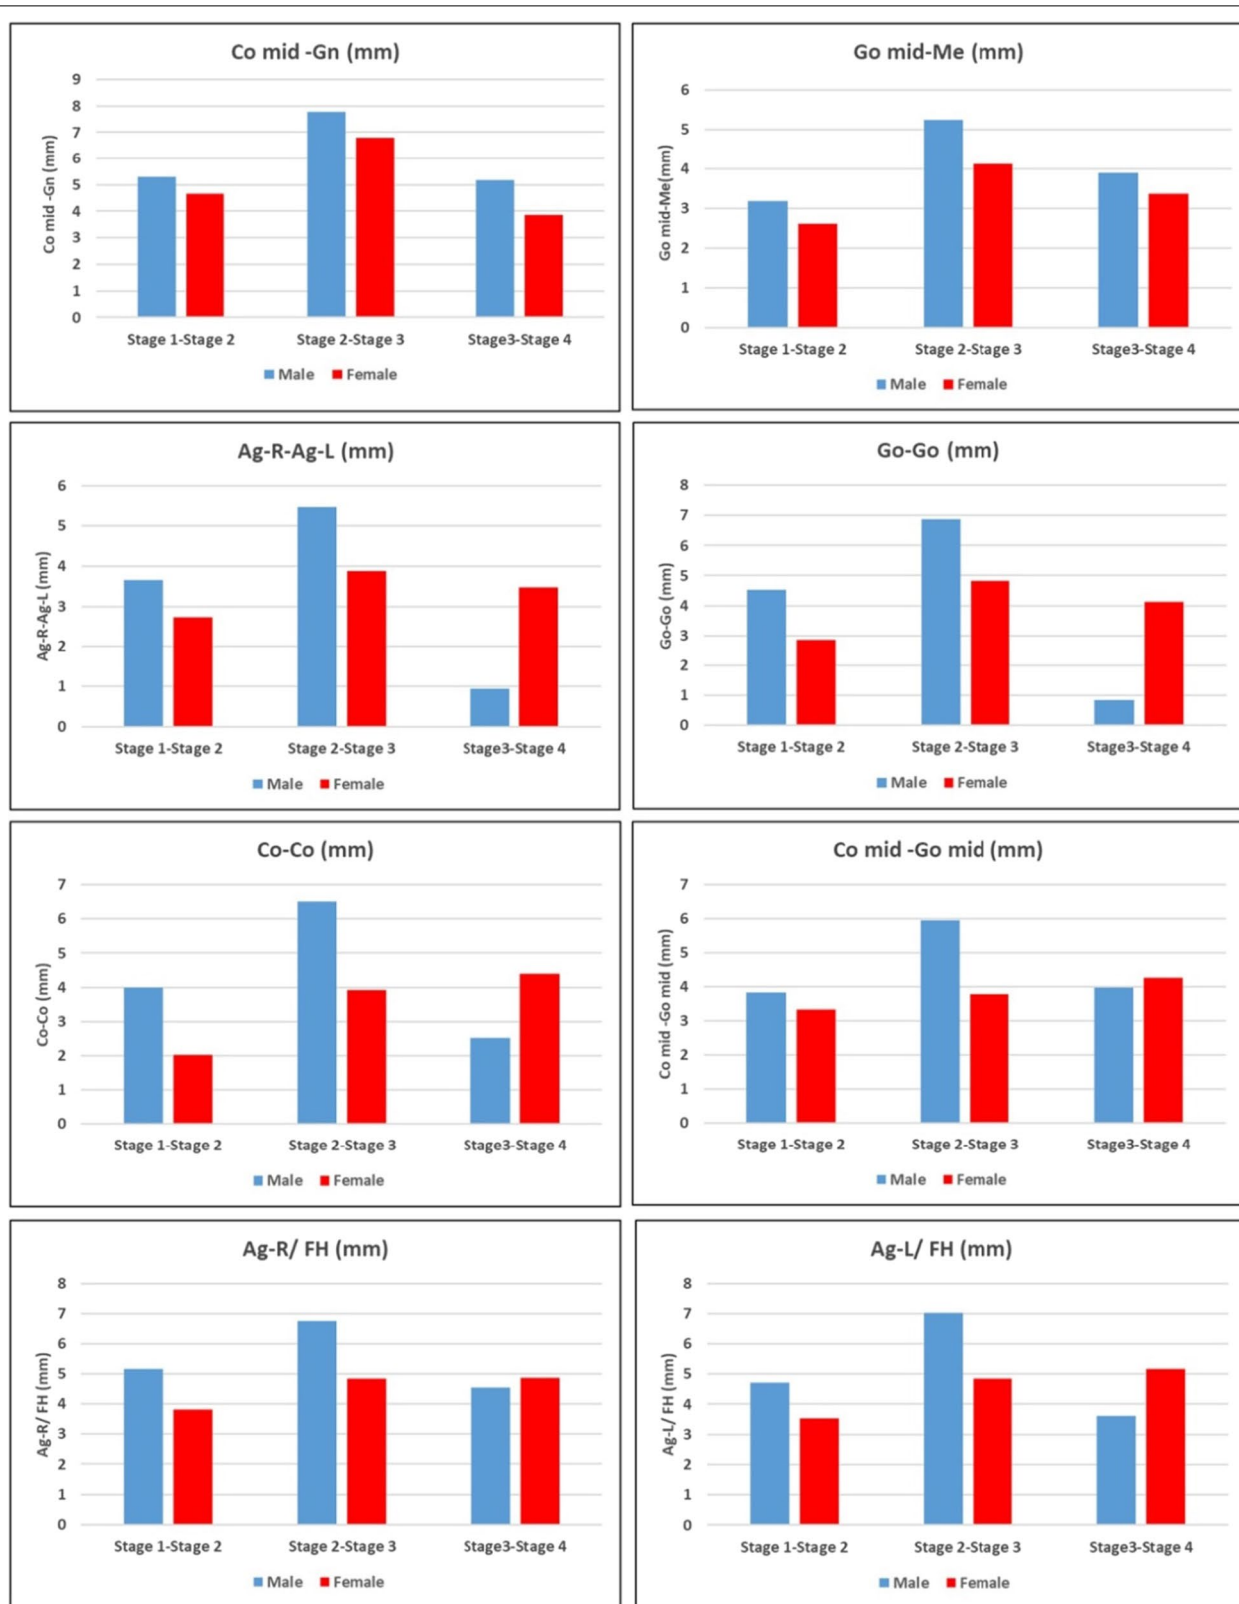 Co mid -Gn (mm)
9
8
7
6
5
4
3
2
1
0
Co mid -Gn (mm)
Stage 1-Stage 2 Stage 2-Stage 3 Stage3-Stage 4
Male Female
Go mid-Me (mm)
6
5
4
3
2
1
0
Go mid-Me(mm)
Stage 1-Stage 2 Stage 2-Stage 3 Stage3-Stage 4
Male Female
Ag-R-Ag-L (mm)
6
5
4
3
2
1
0
Ag-R-Ag-L (mm)
Stage 1-Stage 2 Stage 2-Stage 3 Stage3-Stage 4
Male Female
Go-Go (mm)
8
7
6
5
4
3
2
1
0
Go-Go (mm)
Stage 1-Stage 2 Stage 2-Stage 3 Stage3-Stage 4
Male Female
Co-Co (mm)
7
6
5
4
3
2
1
0
Co-Co (mm)
Stage 1-Stage 2 Stage 2-Stage 3 Stage3-Stage 4
Male Female
Co mid -Go mid (mm)
7
6
5
4
3
2
1
0
Co mid -Go mid (mm)
Stage 1-Stage 2 Stage 2-Stage 3 Stage3-Stage 4
Male Female
Ag-R/ FH (mm)
8
7
6
5
4
3
2
1
0
Ag-R/ FH (mm)
Stage 1-Stage 2 Stage 2-Stage 3 Stage3-Stage 4
Male Female
Ag-L/ FH (mm)
8
7
6
5
4
3
2
1
0
Ag-L/ FH (mm)
Stage 1-Stage 2 Stage 2-Stage 3 Stage3-Stage 4
Male Female